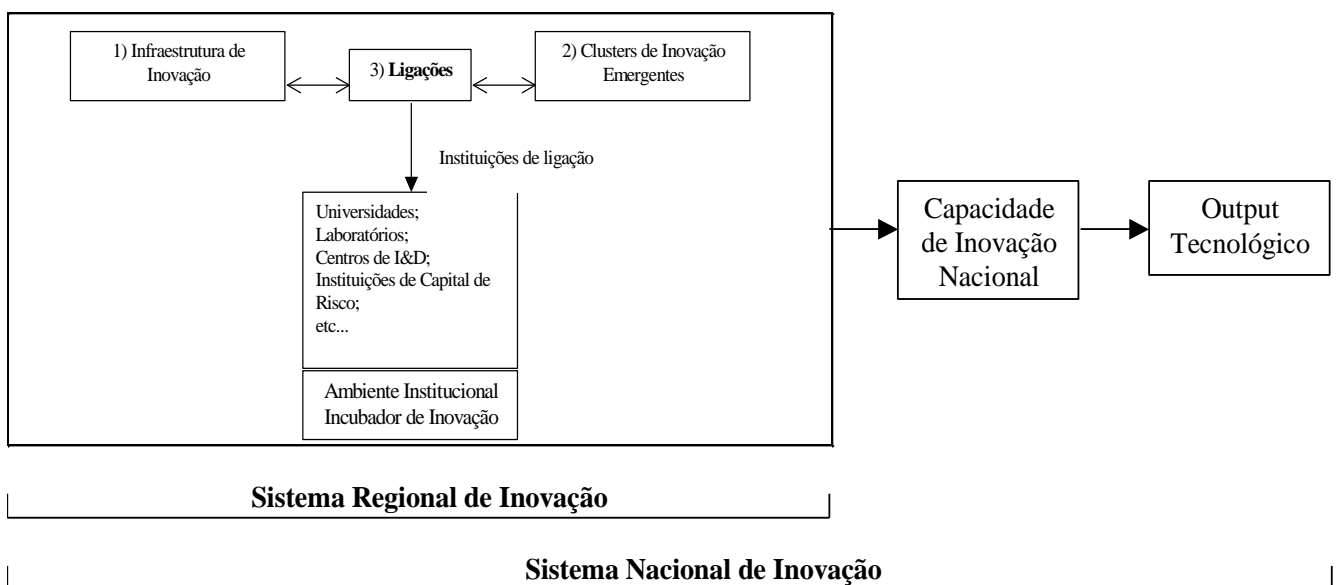 1) Infraestrutura de
Inovação
3) Ligações
2) Clusters de Inovação
Emergentes
Instituições de ligação
Universidades;
Laboratórios;
Centros de I&D;
Instituições de Capital de
Risco;
etc...
Ambiente Institucional
Incubador de Inovação
Capacidade
de Inovação
Nacional
Output
Tecnológico
Sistema Regional de Inovação
Sistema Nacional de Inovação